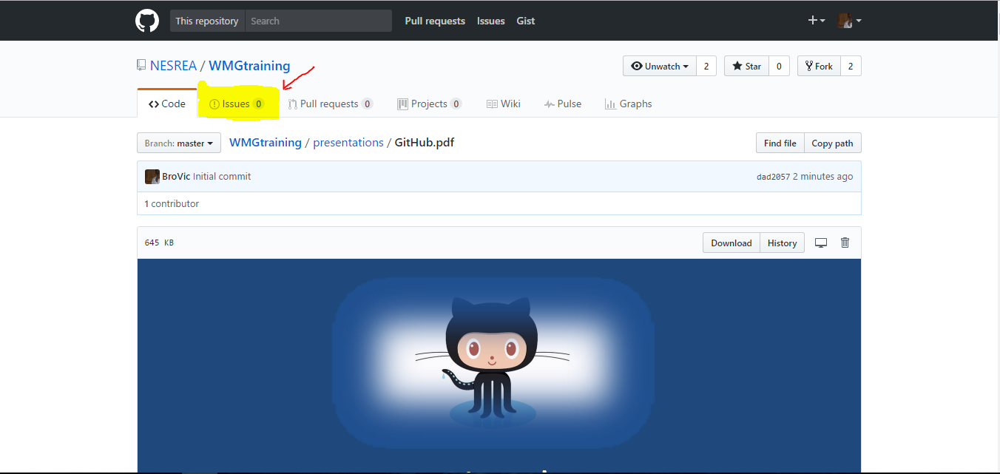 This repository Search Pull requests Issues Gist
NESREA / WMGtraining Unwatch 2 Star 0 Fork 2
Code Issues 0 Pull requests 0 Projects 0 Wiki Pulse Graphs
Branch: master WMGtraining / presentations / GitHub.pdf Find file Copy path
BroVic Initial commit dad2057 2 minutes ago
1 contributor
645 KB Download History